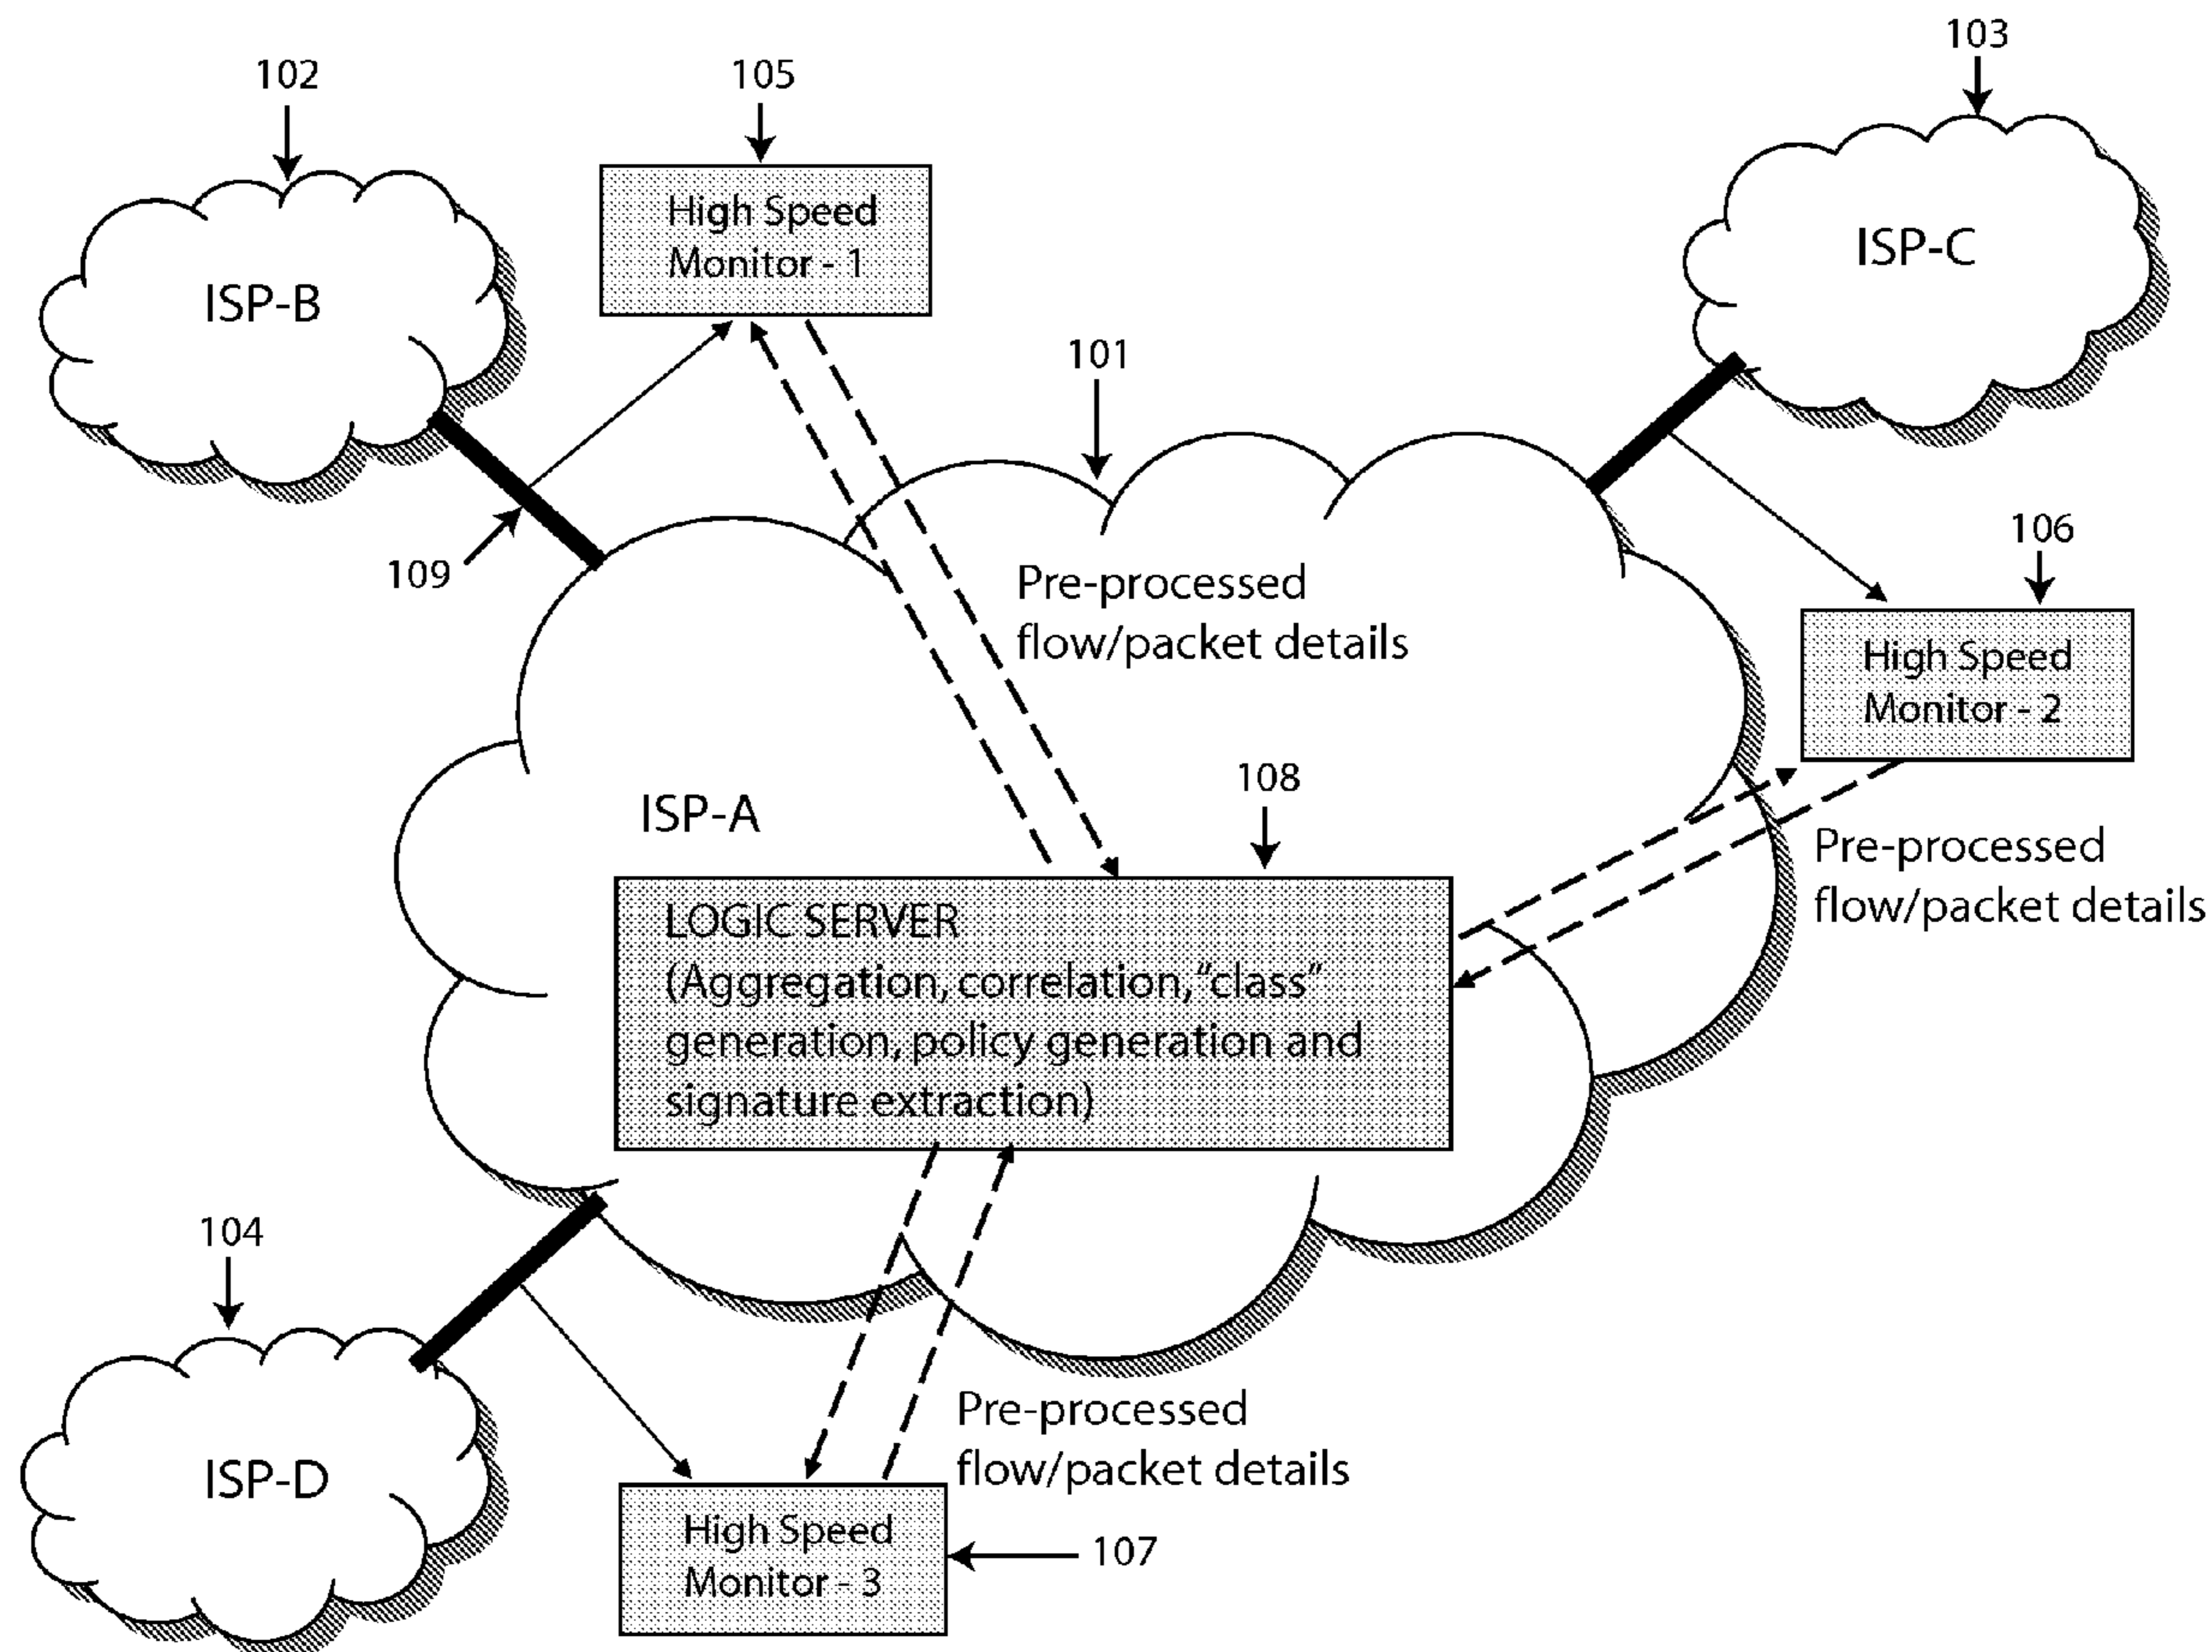 103
102
105
High Speed
Monitor - 1
ISP-C
ISP-B
101
106
109
Pre-processed
flow/packet details
High Speed
Monitor - 2
108
ISP-A
Pre-processed
flow/packet details
LOGIC SERVER
(Aggregation, correlation, “class”
generation, policy generation and
signature extraction)
104
Pre-processed
flow/packet details
ISP-D
High Speed
Monitor - 3
107